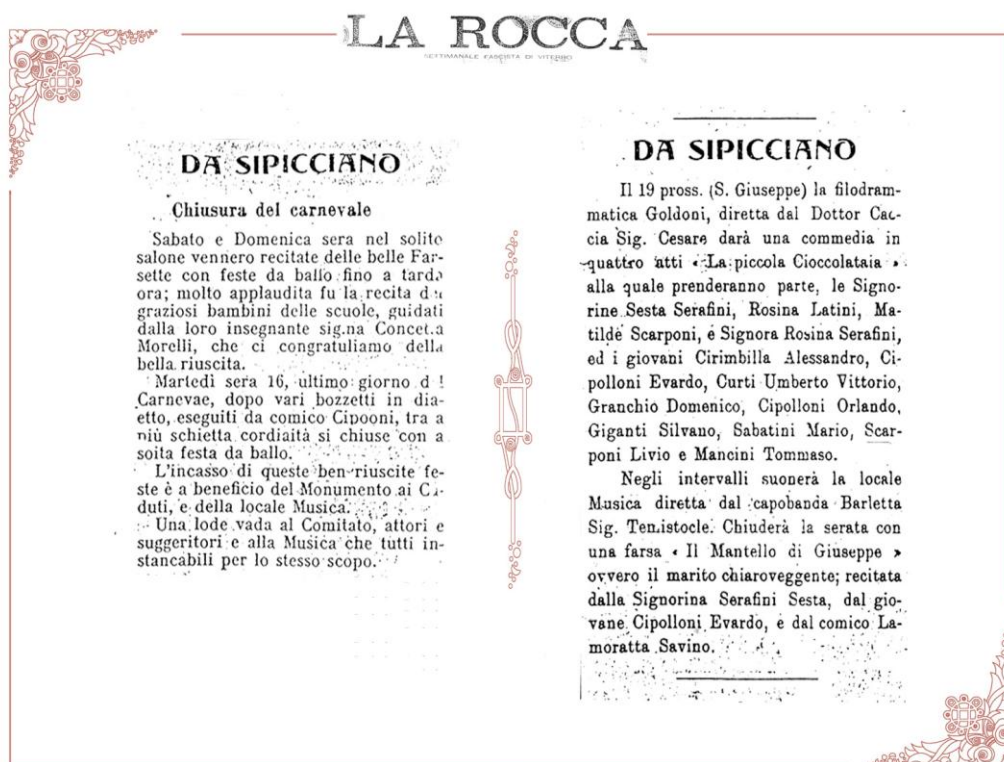 LA ROCCA
SETTIMANALE FASCISTA DI VITERBO
DA SIPICCIANO
Chiusura del carnevale
Sabato e Domenica sera nel solito
salone vennero recitate delle belle Far-
sette con feste da ballo fino a tarda
ora; molto applaudita fu la recita dei
graziosi bambini delle scuole, guidati
dalla loro insegnante sig.na Concet.a
Morelli, che ci congratuliamo della
bella riuscita.
Martedì sera 16, ultimo giorno d l
Carnevae, dopo vari bozzetti in dia-
etto, eseguiti da comico Cipooni, tra a
più schietta cordiaità si chiuse con a
soita festa da ballo.
L'incasso di queste ben riuscite fe-
ste è a beneficio del Monumento ai Ca-
duti, e della locale Musica.
Una lode vada al Comitato, attori e
suggeritori e alla Musica che tutti in-
stancabili per lo stesso scopo.
DA SIPICCIANO
Il 19 pross. (S. Giuseppe) la filodram-
matica Goldoni, diretta dal Dottor Cac-
cia Sig. Cesare darà una commedia in
quattro atti « La piccola Cioccolataia »
alla quale prenderanno parte, le Signo-
rine Sesta Serafini, Rosina Latini, Ma-
tilde Scarponi, e Signora Rosina Serafini,
ed i giovani Cirimbilla Alessandro, Ci-
polloni Evardo, Curti Umberto Vittorio,
Granchio Domenico, Cipolloni Orlando,
Giganti Silvano, Sabatini Mario, Scar-
poni Livio e Mancini Tommaso.
Negli intervalli suonerà la locale
Musica diretta dal capobanda Barletta
Sig. Temistocle. Chiuderà la serata con
una farsa « Il Mantello di Giuseppe »
ovvero il marito chiaroveggente; recitata
dalla Signorina Serafini Sesta, dal gio-
vane Cipolloni Evardo, e dal comico La-
moratta Savino.